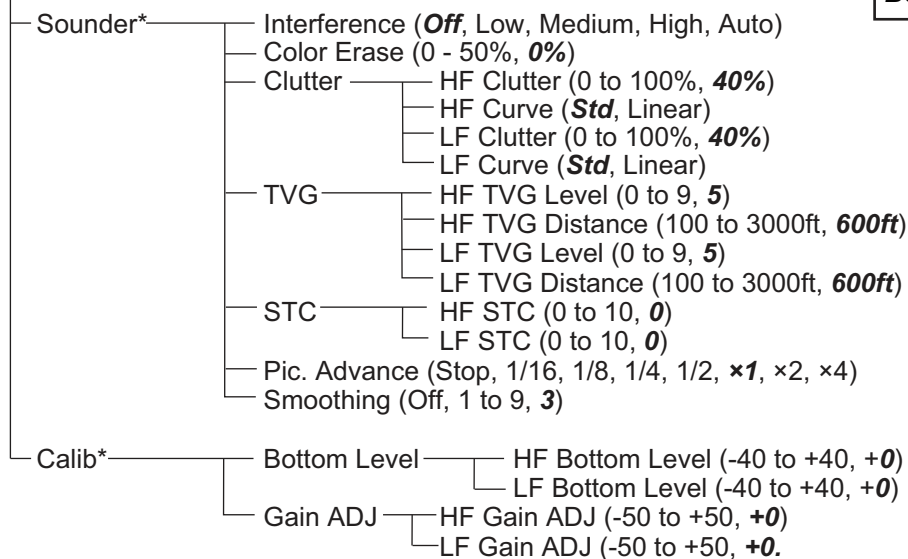 Sounder* Interference (Off, Low, Medium, High, Auto)
Color Erase (0 - 50%, 0%)
Clutter HF Clutter (0 to 100%, 40%)
HF Curve (Std, Linear)
LF Clutter (0 to 100%, 40%)
LF Curve (Std, Linear)
TVG HF TVG Level (0 to 9, 5)
HF TVG Distance (100 to 3000ft, 600ft)
LF TVG Level (0 to 9, 5)
LF TVG Distance (100 to 3000ft, 600ft)
STC HF STC (0 to 10, 0)
LF STC (0 to 10, 0)
Pic. Advance (Stop, 1/16, 1/8, 1/4, 1/2, ×1, ×2, ×4)
Smoothing (Off, 1 to 9, 3)
Calib* Bottom Level HF Bottom Level (-40 to +40, +0)
LF Bottom Level (-40 to +40, +0)
Gain ADJ HF Gain ADJ (-50 to +50, +0)
LF Gain ADJ (-50 to +50, +0.